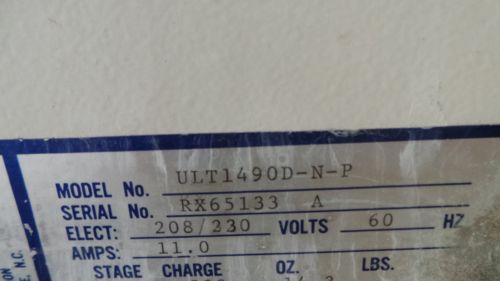 MODEL No. ULT1490D-N-P
SERIAL No. RX65133 A
ELECT: 208/230 VOLTS 60 HZ
AMPS: 11.0
STAGE CHARGE OZ. LBS.
ON
E, N.C.